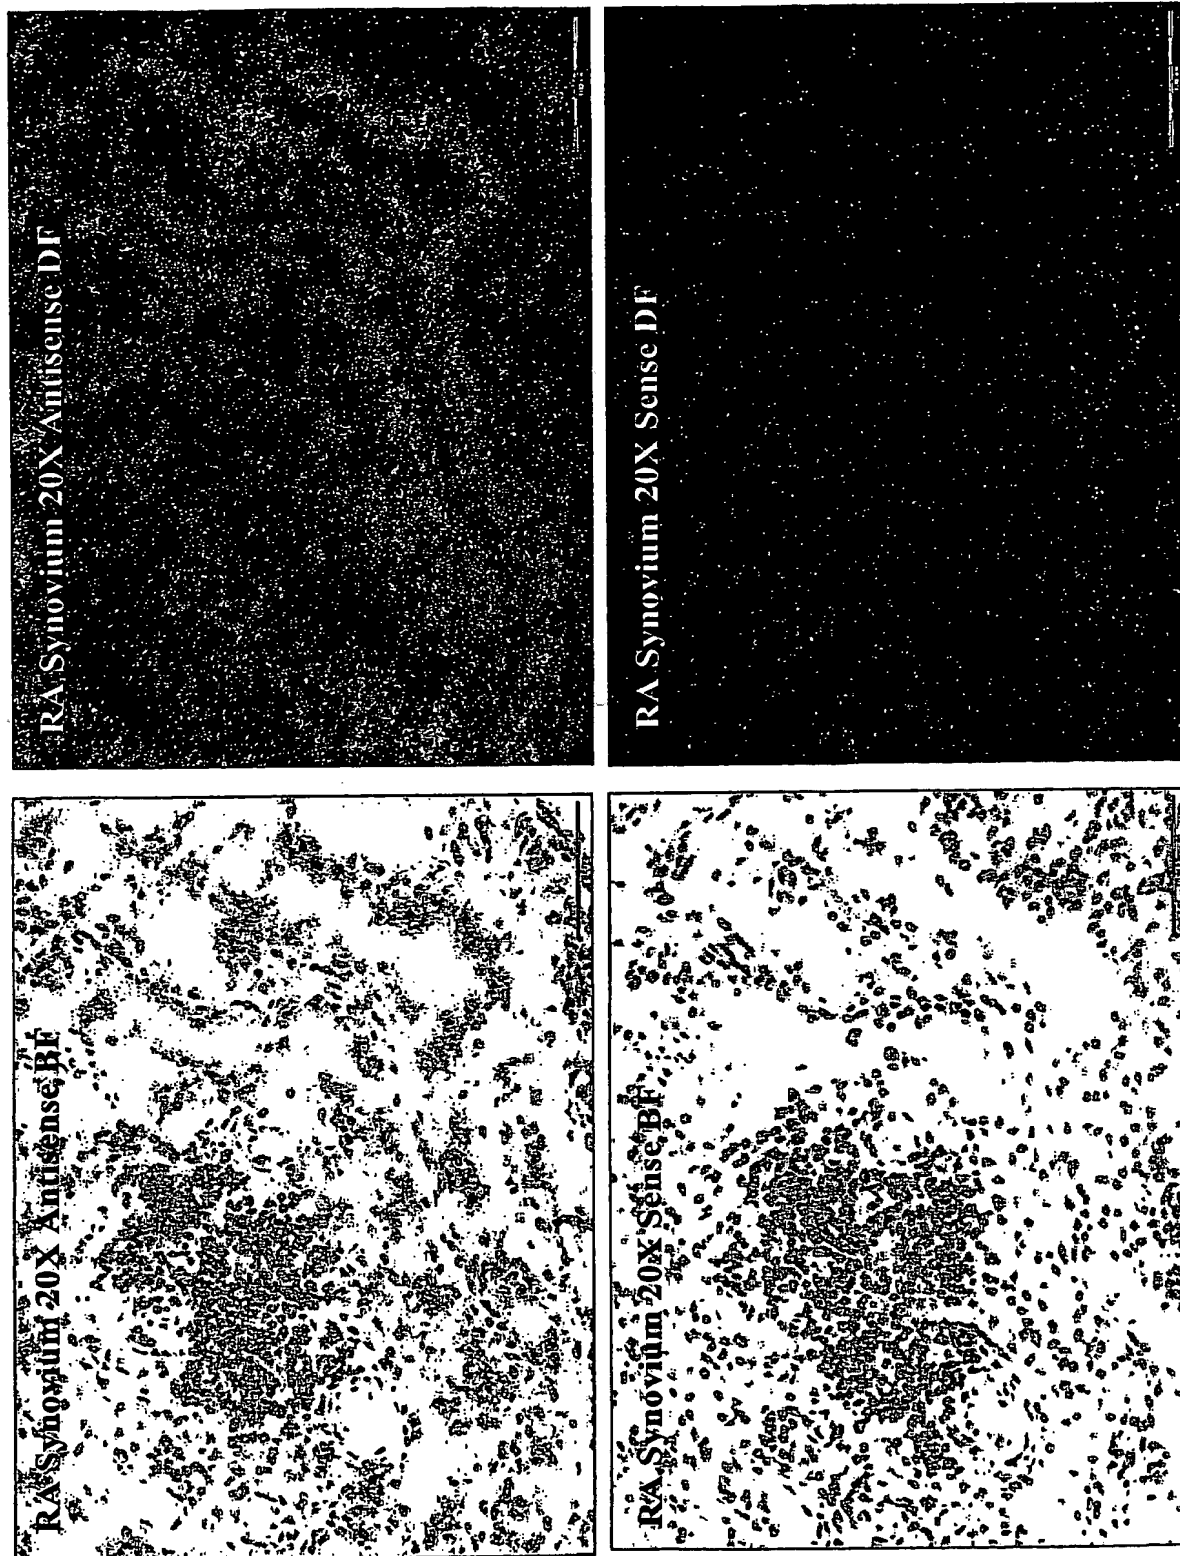 RA Synovium 20X Antisense BF
RA Synovium 20X Antisense DF
RA Synovium 20X Sense BF
RA Synovium 20X Sense DF